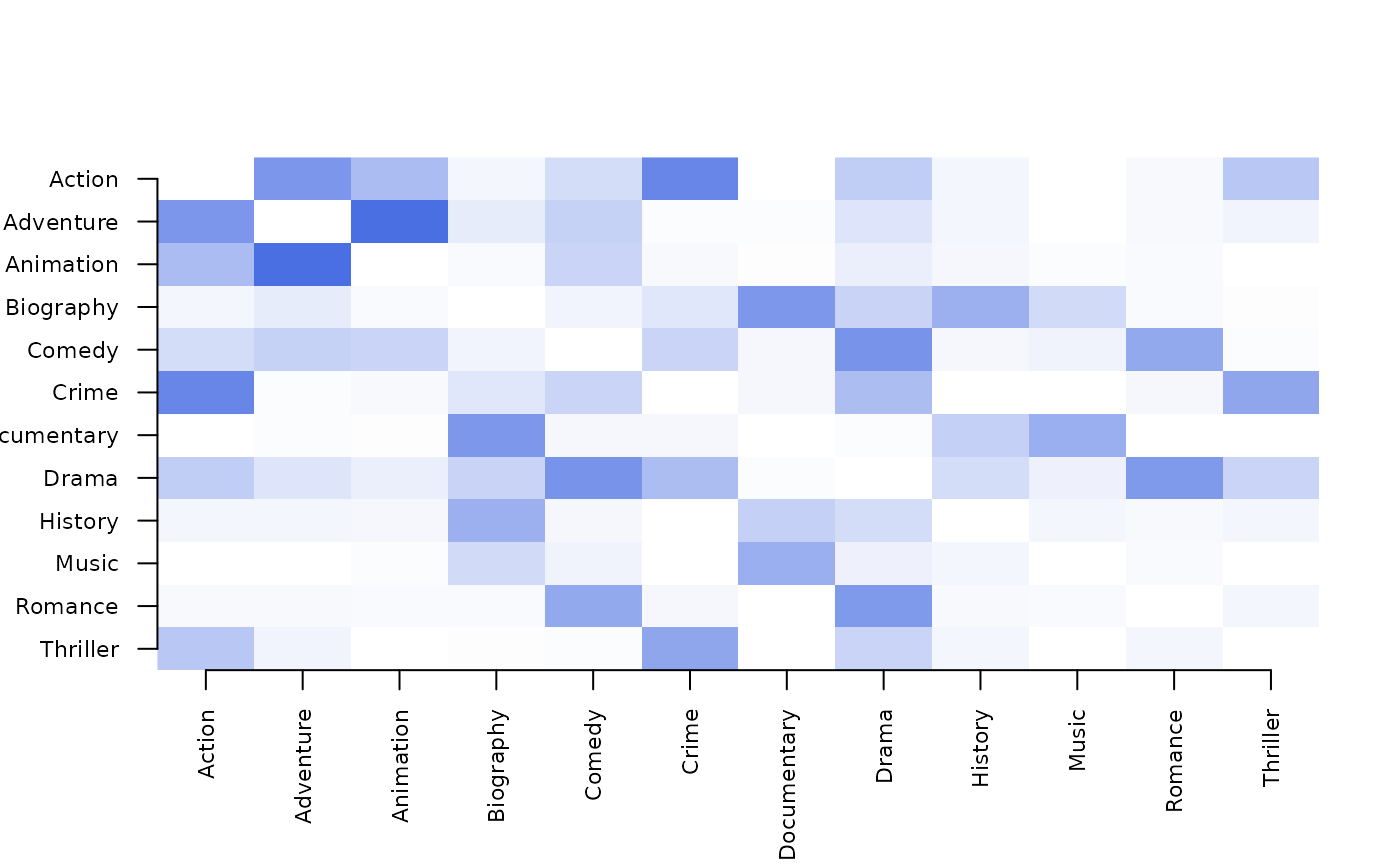 Action
Adventure
Animation
Biography
Comedy
Crime
cumentary
Drama
History
Music
Romance
Thriller
Action
Adventure
Animation
Biography
Comedy
Crime
Documentary
Drama
History
Music
Romance
Thriller